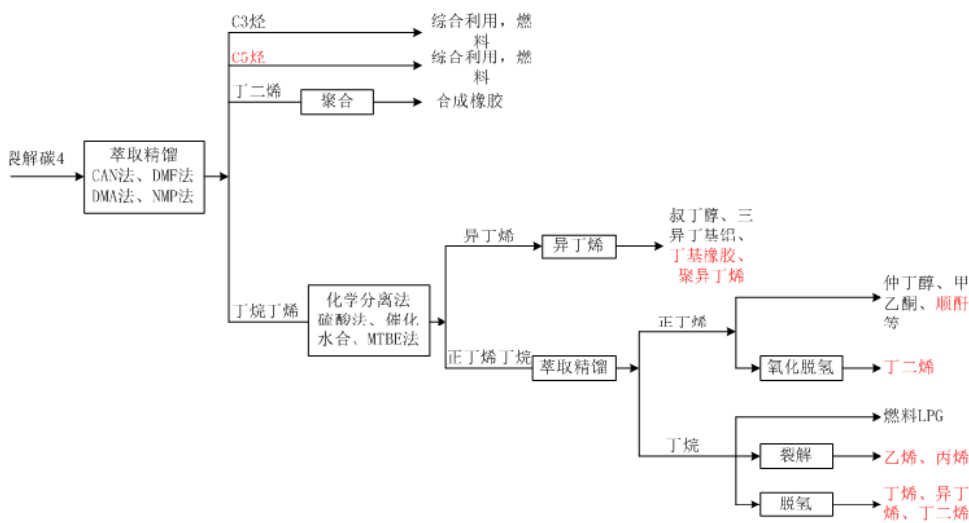 C3烃
综合利用，燃
料
C5烃
综合利用，燃
料
丁二烯
聚合
合成橡胶
裂解碳4
萃取精馏
CAN法、DMF法
DMA法、NMP法
异丁烯
异丁烯
叔丁醇、三
异丁基铝、
丁基橡胶、
聚异丁烯
丁烷丁烯
化学分离法
硫酸法、催化
水合、MTBE法
正丁烯丁烷
萃取精馏
正丁烯
仲丁醇、甲
乙酮、顺酐
等
氧化脱氢
丁二烯
丁烷
燃料LPG
裂解
乙烯、丙烯
脱氢
丁烯、异丁
烯、丁二烯